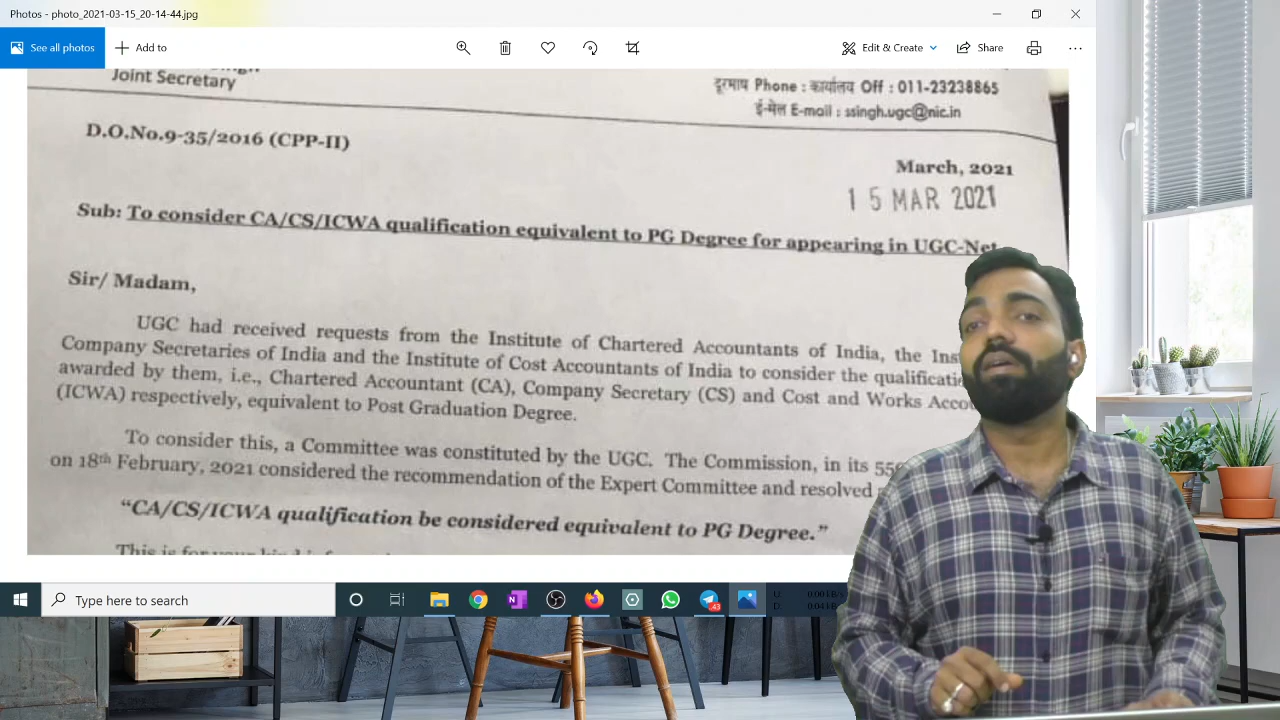 Photos - photo_2021-03-15_20-14-44.jpg
See all photos
Add to
Edit & Create
Share
Joint Secretary
दूरभाष Phone : कार्यालय Off : 011-23238865
ई-मेल E-mail : ssingh.ugc@nic.in
D.O.No.9-35/2016 (CPP-II)
March, 2021
15 MAR 2021
Sub: To consider CA/CS/ICWA qualification equivalent to PG Degree for appearing in UGC-Net
Sir/ Madam,
UGC had received requests from the Institute of Chartered Accountants of India, the
Company Secretaries of India and the Institute of Cost Accountants of India to consider the
awarded by them, i.e., Chartered Accountant (CA), Company Secretary (CS) and Cost and Works
(ICWA) respectively, equivalent to Post Graduation Degree.
To consider this, a Committee was constituted by the UGC. The Commission, in its
on 18th February, 2021 considered the recommendation of the Expert Committee and resolved
“CA/CS/ICWA qualification be considered equivalent to PG Degree.”
This is for
Type here to search
43